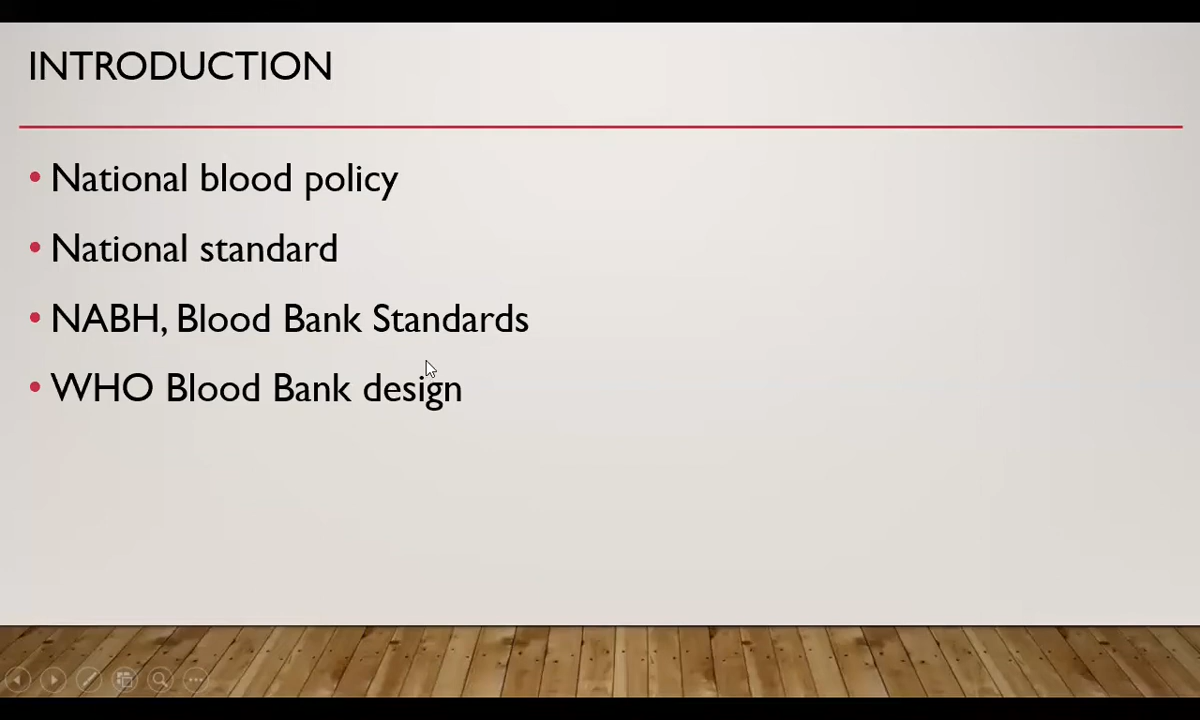 INTRODUCTION
• National blood policy
• National standard
• NABH, Blood Bank Standards
• WHO Blood Bank design